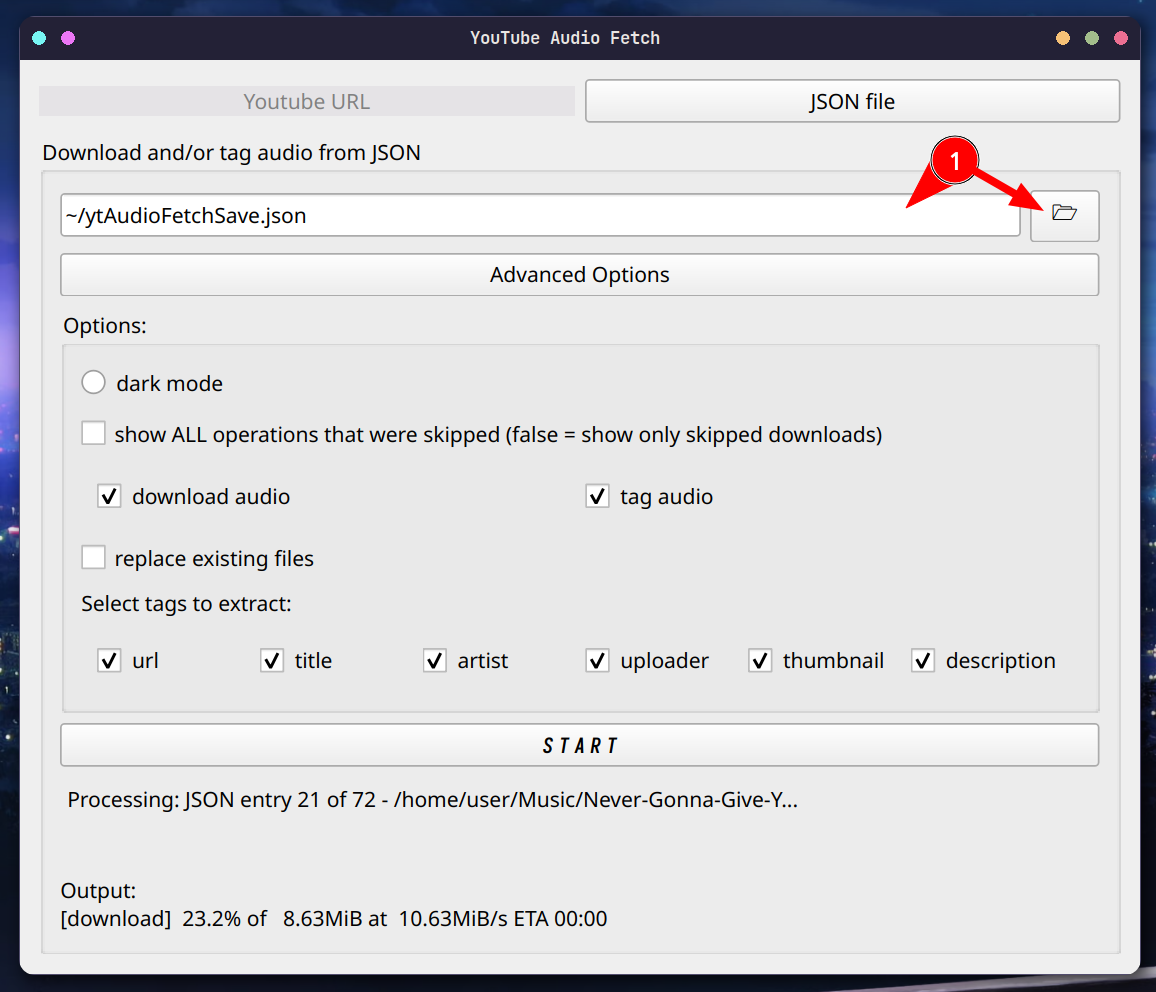 YouTube Audio Fetch
Youtube URL JSON file
Download and/or tag audio from JSON
1
~/ytAudioFetchSave.json
Advanced Options
Options:
dark mode
show ALL operations that were skipped (false = show only skipped downloads)
download audio tag audio
replace existing files
Select tags to extract:
url title artist uploader thumbnail description
START
Processing: JSON entry 21 of 72 - /home/user/Music/Never-Gonna-Give-Y...
Output:
[download] 23.2% of 8.63MiB at 10.63MiB/s ETA 00:00